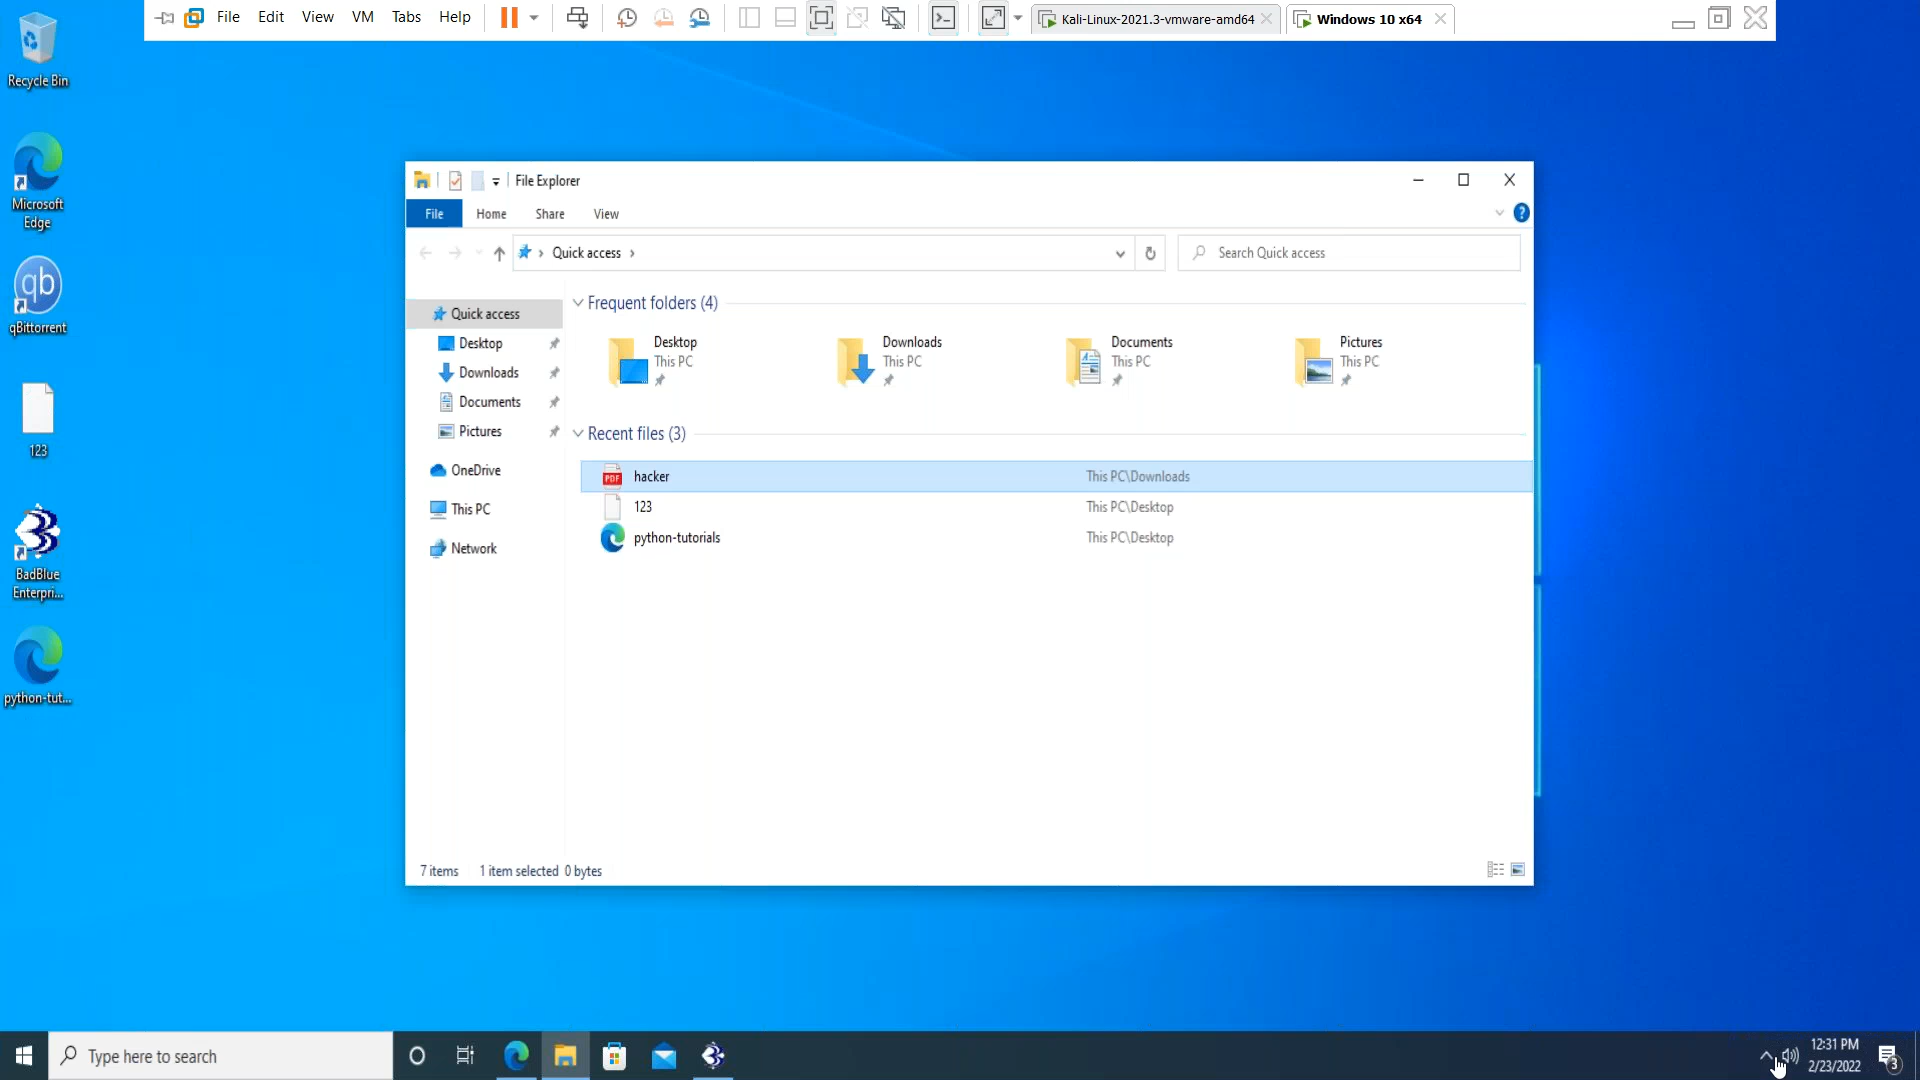 File Edit View VM Tabs Help
Kali-Linux-2021.3-vmware-amd64
Windows 10 x64
Recycle Bin
Microsoft
Edge
qb
qBittorrent
123
BadBlue
Enterpri...
python-tut...
File Explorer
File Home Share View
Quick access
Search Quick access
Quick access
Desktop
Downloads
Documents
Pictures
OneDrive
This PC
Network
Frequent folders (4)
Desktop
This PC
Downloads
This PC
Documents
This PC
Pictures
This PC
Recent files (3)
PDF hacker This PC\Downloads
123 This PC\Desktop
python-tutorials This PC\Desktop
7 items 1 item selected 0 bytes
Type here to search
12:31 PM
2/23/2022
3